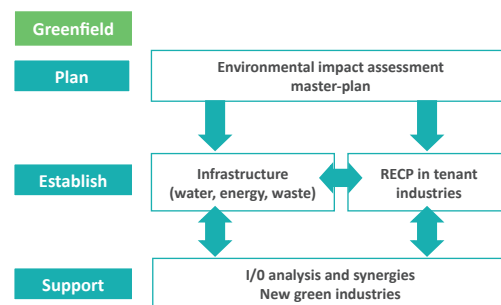 Greenfield
Plan
Environmental impact assessment
master-plan
Establish
Infrastructure
(water, energy, waste)
RECP in tenant
industries
Support
I/0 analysis and synergies
New green industries